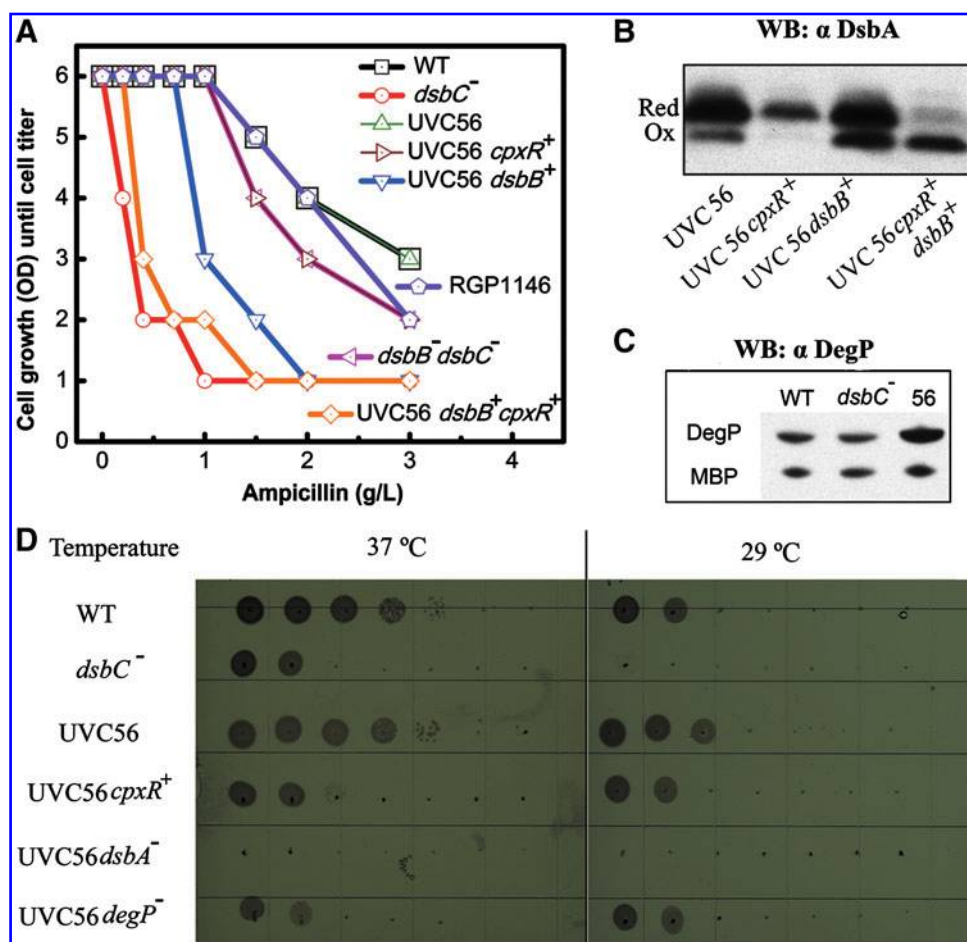 A
Cell growth (OD) until cell titer
6
5
4
3
2
1
0
1
2
3
4
Ampicillin (g/L)
WT
dsbC⁻
UVC56
UVC56 cpxR⁺
UVC56 dsbB⁺
RGP1146
dsbB⁻dsbC⁻
UVC56 dsbB⁺cpxR⁺
B
WB: α DsbA
Red
Ox
UVC 56
UVC 56 cpxR⁺
UVC 56 dsbB⁺
UVC 56 cpxR⁺
dsbB⁺
C
WB: α DegP
WT dsbC⁻ 56
DegP
MBP
D
Temperature 37 ºC 29 ºC
WT
dsbC⁻
UVC56
UVC56 cpxR⁺
UVC56 dsbA⁻
UVC56 degP⁻